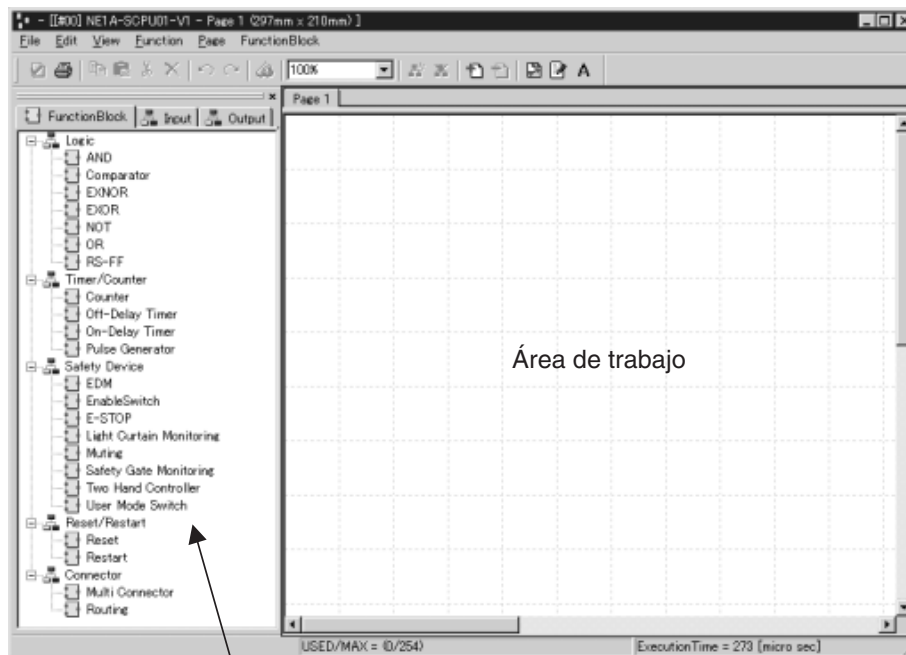 - [[#00] NE1A-SCPU01-V1 - Page 1 (297mm x 210mm) ]
File Edit View Function Page FunctionBlock
100% A
Page 1
FunctionBlock Input Output
Logic
AND
Comparator
EXNOR
EXOR
NOT
OR
RS-FF
Timer/Counter
Counter
Off-Delay Timer
On-Delay Timer
Pulse Generator
Safety Device
EDM
EnableSwitch
E-STOP
Light Curtain Monitoring
Muting
Safety Gate Monitoring
Two Hand Controller
User Mode Switch
Reset/Restart
Reset
Restart
Connector
Multi Connector
Routing
Área de trabajo
USED/MAX = (0/254) ExecutionTime = 273 [micro sec]